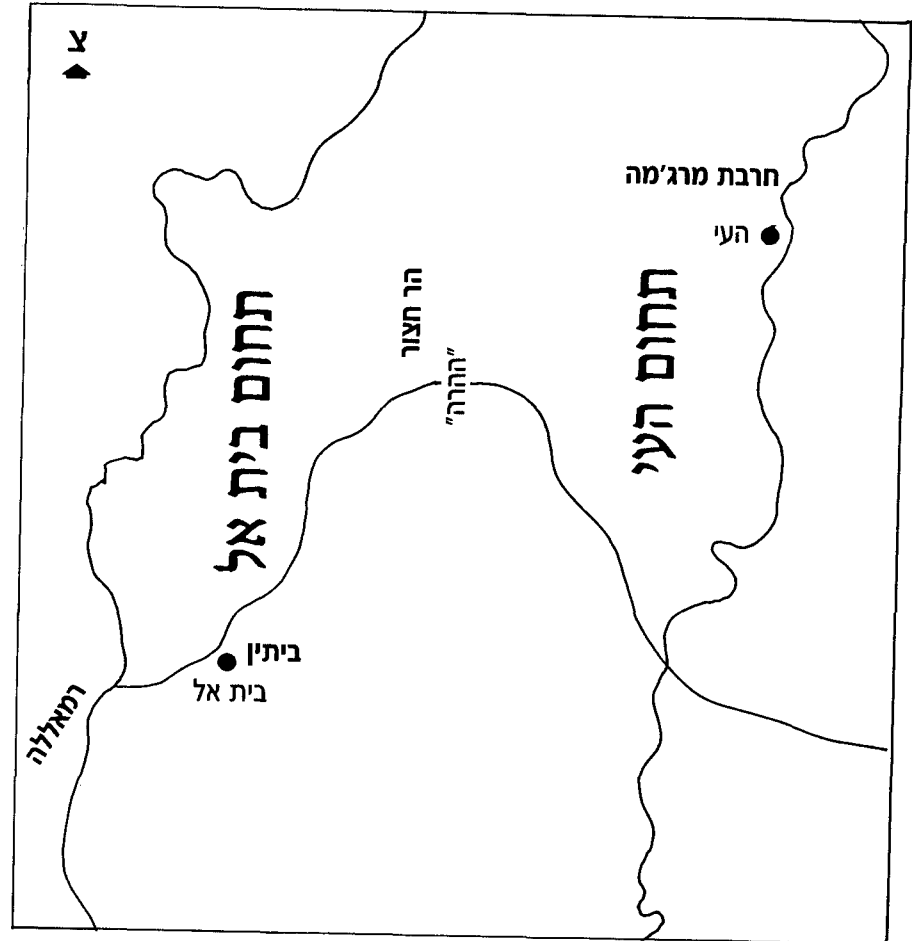 צ
חרבת מרג'מה
העי
תחום העי
הר חצור
"ההרה"
תחום בית אל
ביתין
בית אל
רמאללה